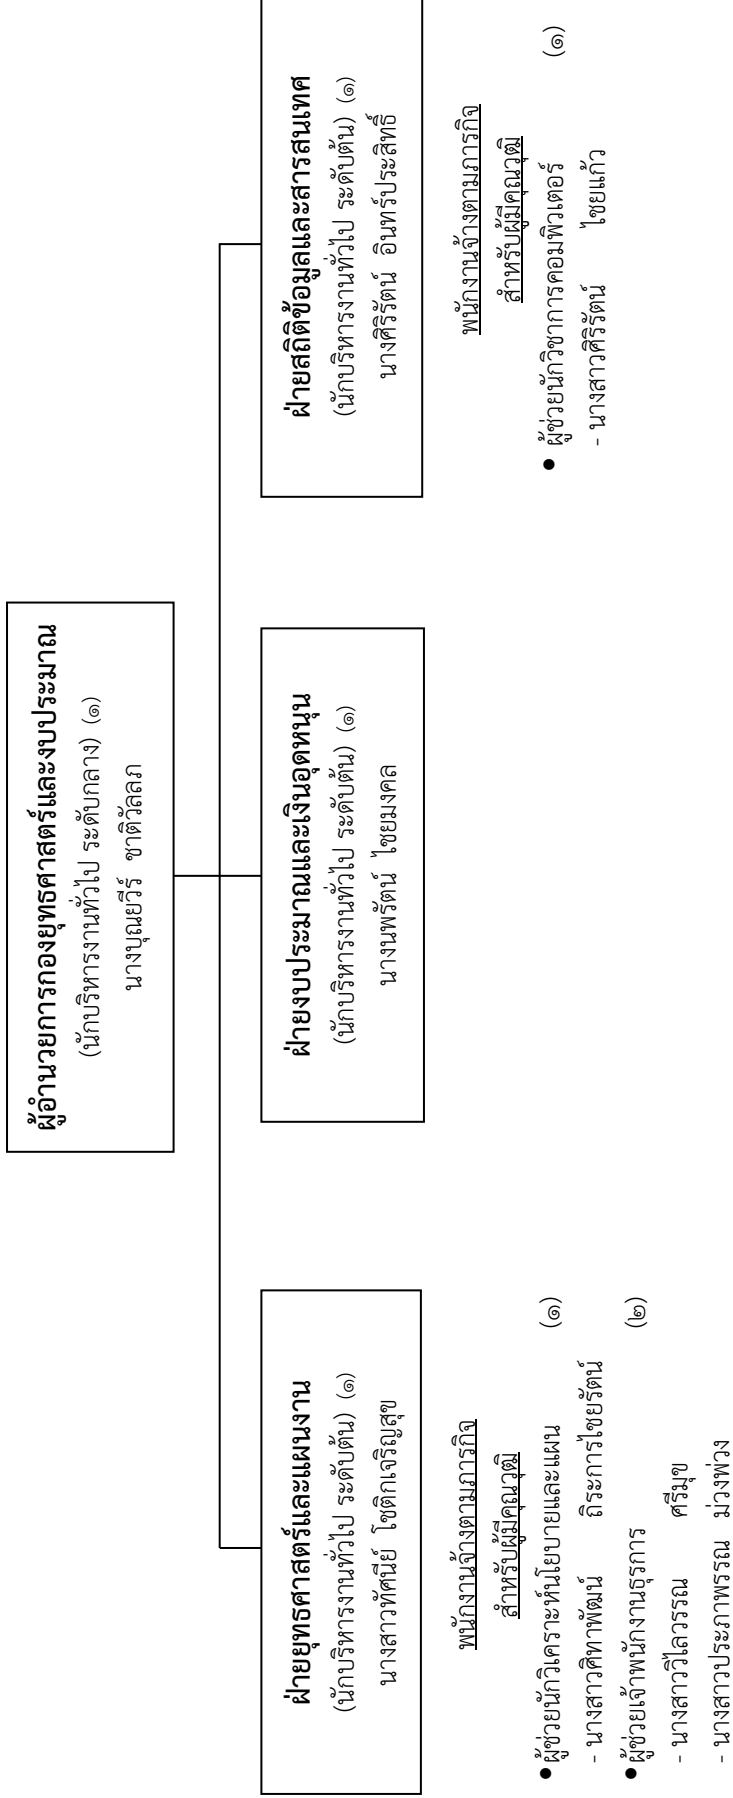 ผู้อำนวยการกองยุทธศาสตร์และงบประมาณ
(นักบริหารงานทั่วไป ระดับกลาง) (๑)
นางบุณยวีร์ ชาติวัลลภ
ฝ่ายยุทธศาสตร์และแผนงาน
(นักบริหารงานทั่วไป ระดับต้น) (๑)
นางสาวทัศนีย์ โชติกเจริญสุข
พนักงานจ้างตามภารกิจ
สำหรับผู้มีคุณวุฒิ
● ผู้ช่วยนักวิเคราะห์นโยบายและแผน (๑)
- นางสาวศิทาพัฒน์ ถิระการไชยรัตน์
● ผู้ช่วยเจ้าพนักงานธุรการ (๒)
- นางสาววิไลวรรณ ศรีมุข
- นางสาวประภาพรรณ ม่วงพ่วง
ฝ่ายงบประมาณและเงินอุดหนุน
(นักบริหารงานทั่วไป ระดับต้น) (๑)
นางนพรัตน์ ไชยมงคล
ฝ่ายสถิติข้อมูลและสารสนเทศ
(นักบริหารงานทั่วไป ระดับต้น) (๑)
นางศิริรัตน์ อินทร์ประสิทธิ์
พนักงานจ้างตามภารกิจ
สำหรับผู้มีคุณวุฒิ
● ผู้ช่วยนักวิชาการคอมพิวเตอร์ (๑)
- นางสาวศิริรัตน์ ไชยแก้ว